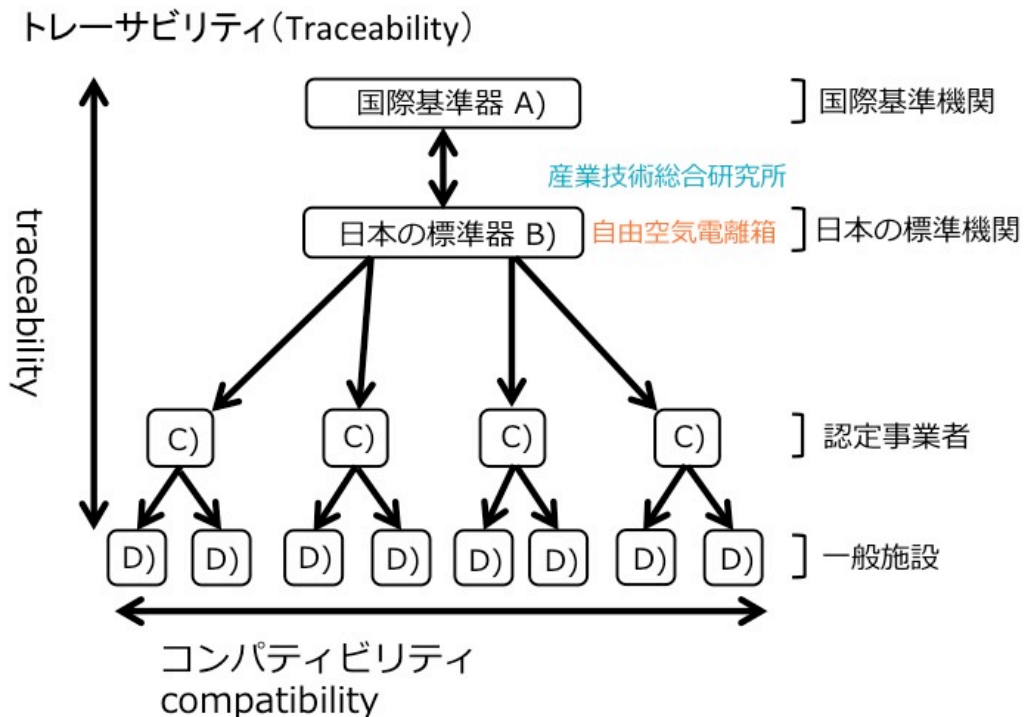 トレーサビリティ(Traceability)
国際基準器 A)
国際基準機関
産業技術総合研究所
日本の標準器 B)
自由空気電離箱
日本の標準機関
traceability
C)
C)
C)
C)
認定事業者
D)
D)
D)
D)
D)
D)
D)
D)
一般施設
コンパティビリティ
compatibility